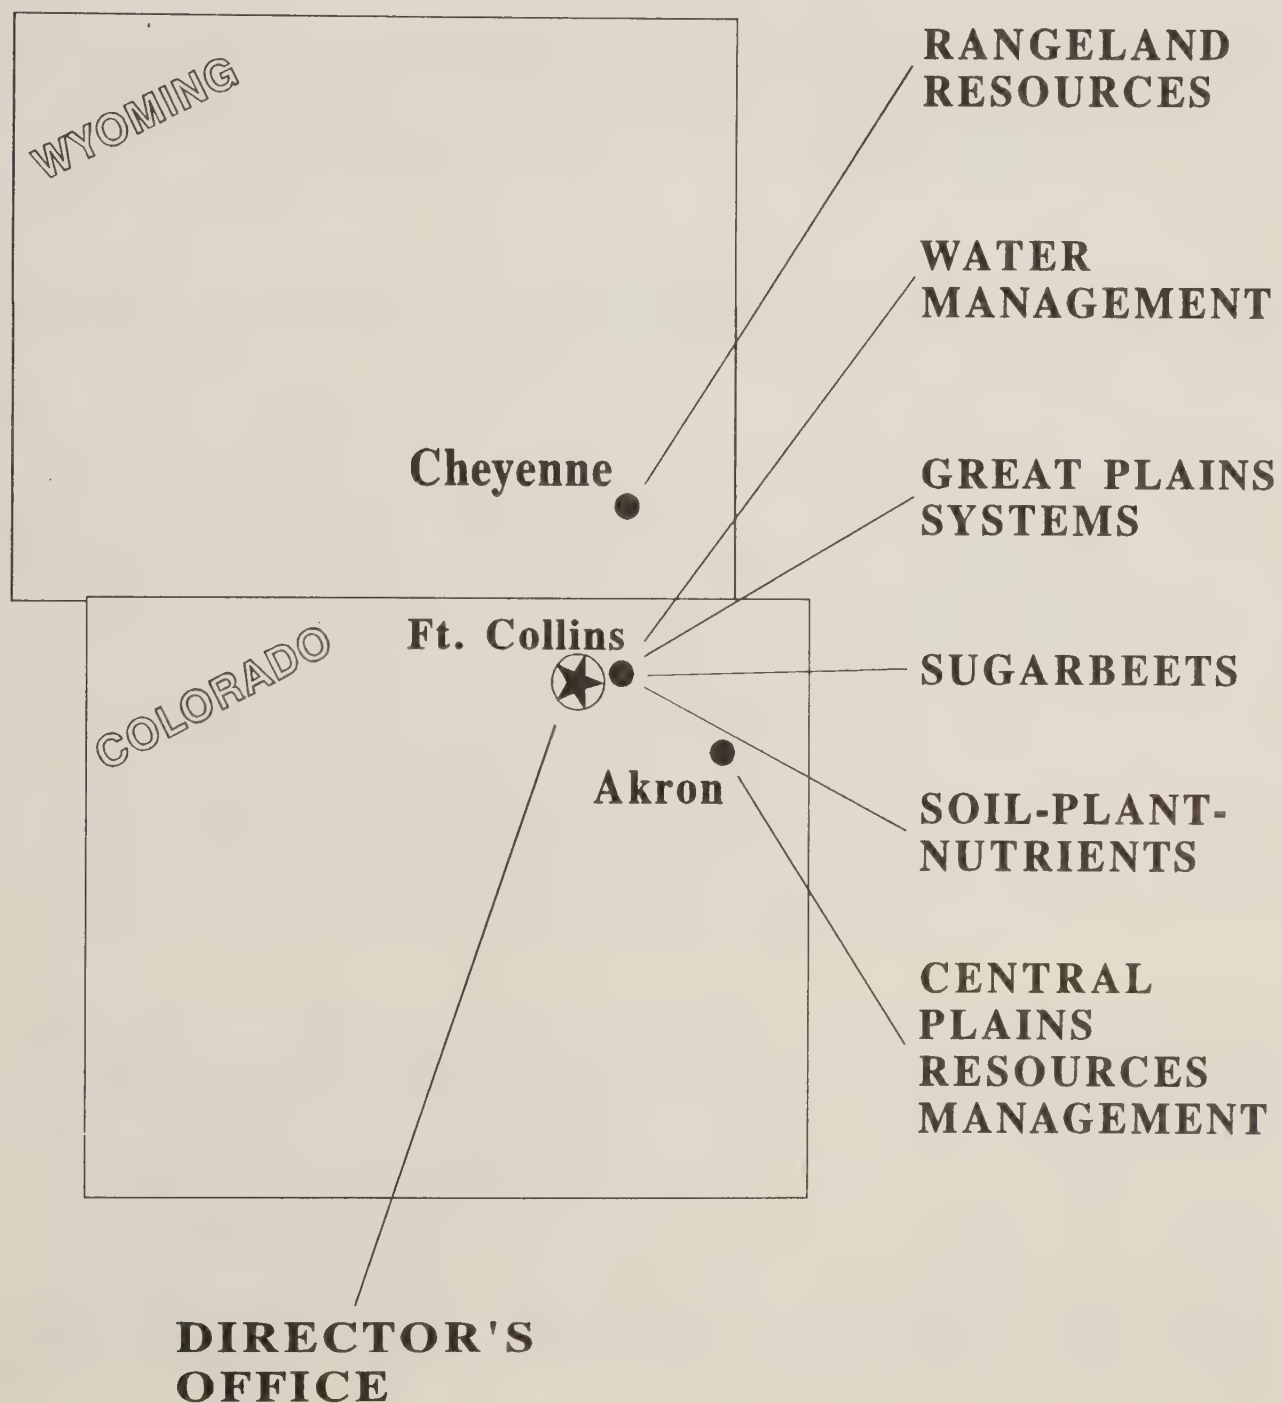 WYOMING
RANGELAND
RESOURCES
WATER
MANAGEMENT
Cheyenne
GREAT PLAINS
SYSTEMS
COLORADO
Ft. Collins
SUGARBEETS
Akron
SOIL-PLANT-
NUTRIENTS
CENTRAL
PLAINS
RESOURCES
MANAGEMENT
DIRECTOR'S
OFFICE